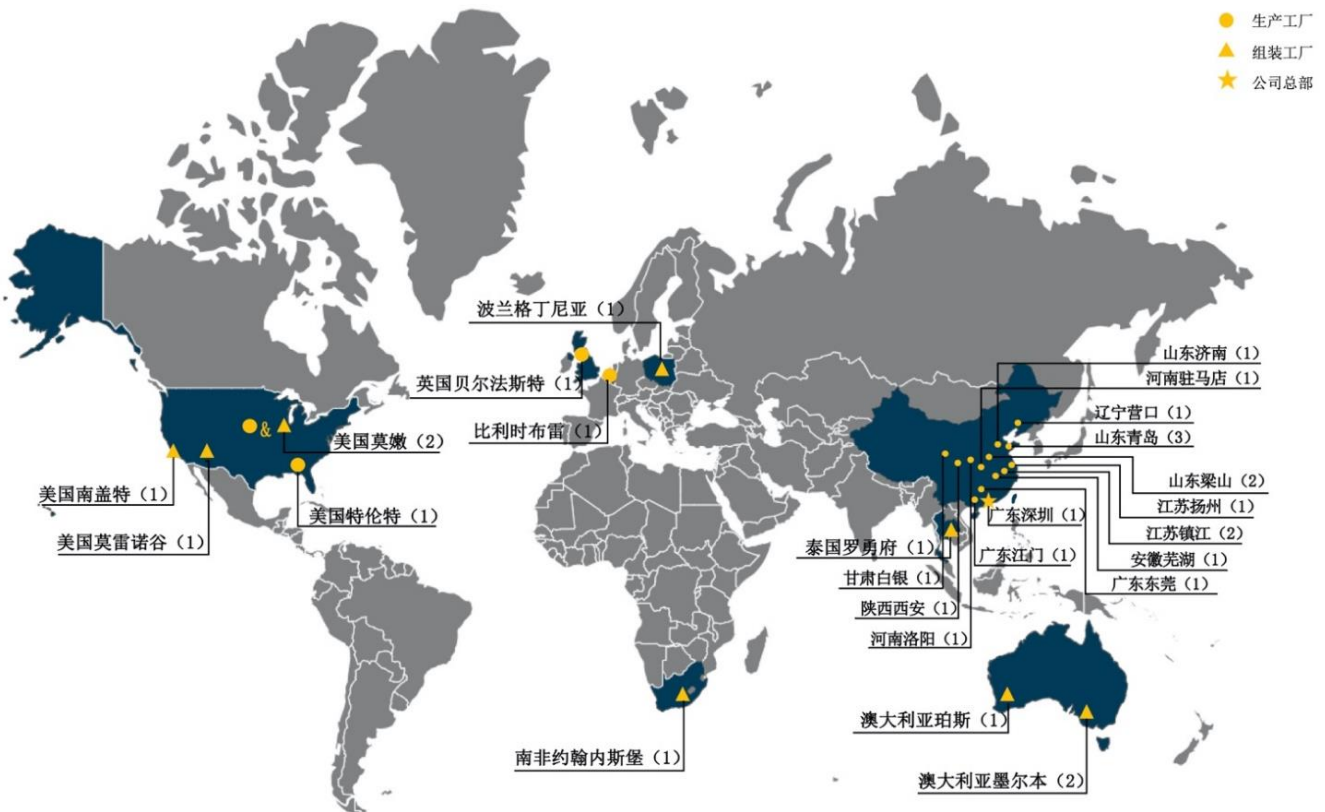 生产工厂
组装工厂
公司总部
波兰格丁尼亚（1）
英国贝尔法斯特（1）
比利时布雷（1）
&
美国莫嫩（2）
美国南盖特（1）
美国特伦特（1）
美国莫雷诺谷（1）
山东济南（1）
河南驻马店（1）
辽宁营口（1）
山东青岛（3）
山东梁山（2）
江苏扬州（1）
广东深圳（1）
江苏镇江（2）
泰国罗勇府（1）
广东江门（1）
安徽芜湖（1）
甘肃白银（1）
广东东莞（1）
陕西西安（1）
河南洛阳（1）
澳大利亚珀斯（1）
南非约翰内斯堡（1）
澳大利亚墨尔本（2）